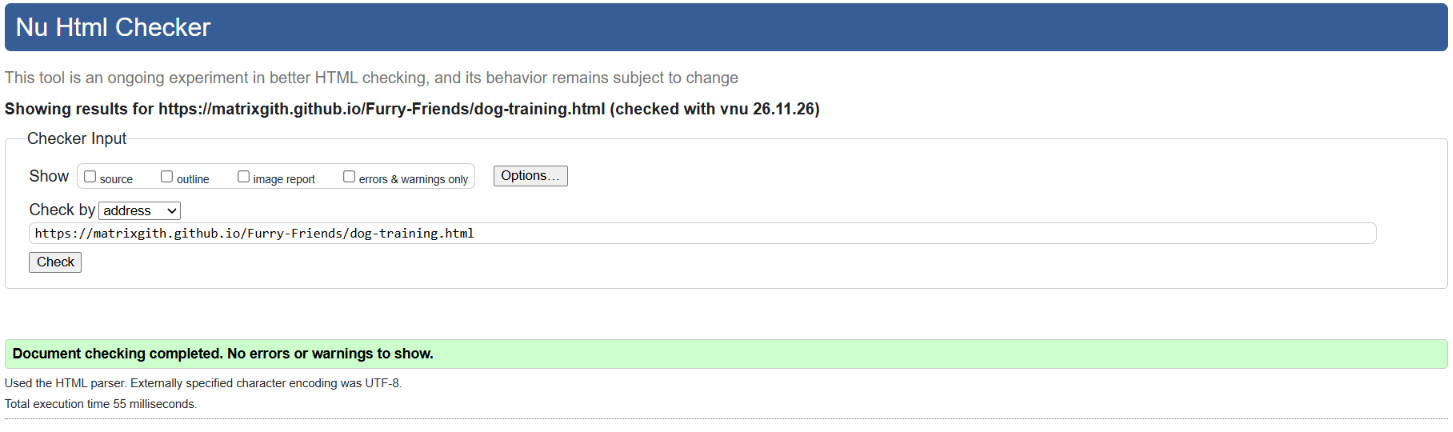 Nu Html Checker
This tool is an ongoing experiment in better HTML checking, and its behavior remains subject to change
Showing results for https://matrixgith.github.io/Furry-Friends/dog-training.html (checked with vnu 26.11.26)
Checker Input
Show source outline image report errors & warnings only Options...
Check by address
https://matrixgith.github.io/Furry-Friends/dog-training.html
Check
Document checking completed. No errors or warnings to show.
Used the HTML parser. Externally specified character encoding was UTF-8.
Total execution time 55 milliseconds.